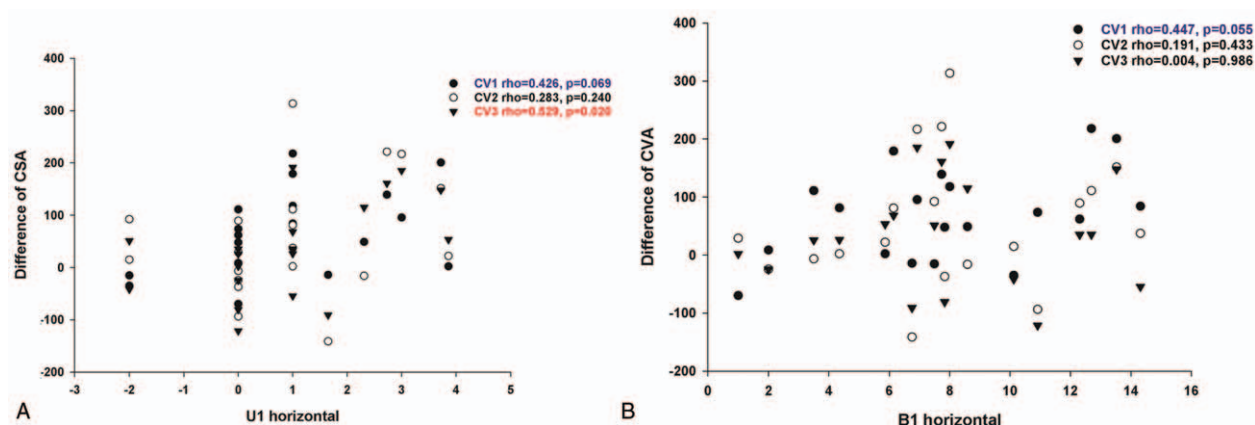 400
300
200
100
0
-100
-200
Difference of CSA
CV1 rho=0.426, p=0.069
CV2 rho=0.283, p=0.240
CV3 rho=0.529, p=0.020
-3 -2 -1 0 1 2 3 4 5
U1 horizontal
A
400
300
200
100
0
-100
-200
Difference of CVA
CV1 rho=0.447, p=0.055
CV2 rho=0.191, p=0.433
CV3 rho=0.004, p=0.986
0 2 4 6 8 10 12 14 16
B1 horizontal
B